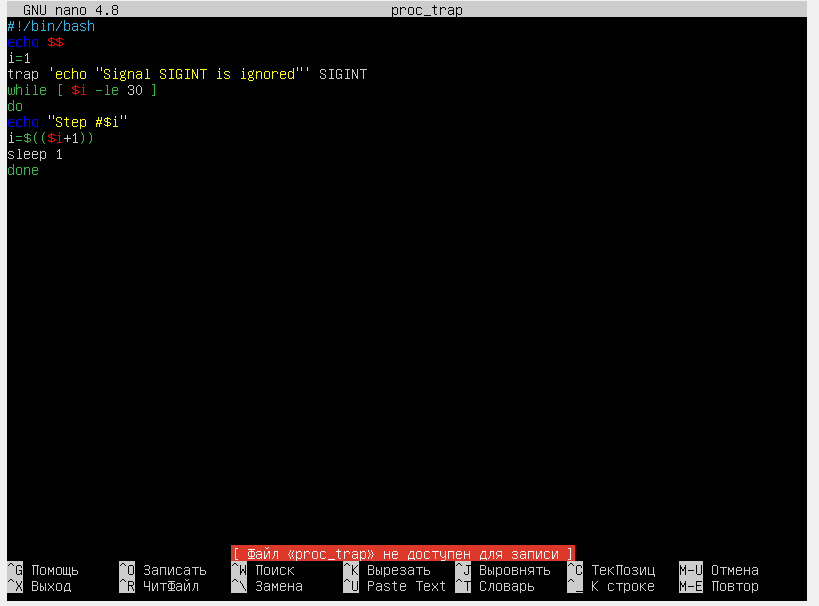 GNU nano 4.8 proc_trap
#!/bin/bash
echo $$
i=1
trap 'echo "Signal SIGINT is ignored"' SIGINT
while [ $i -le 30 ]
do
echo "Step #$i"
i=$(($i+1))
sleep 1
done
[ Файл «proc_trap» не доступен для записи ]
^G Помощь ^O Записать ^W Поиск ^K Вырезать ^J Выровнять ^C ТекПозиц M-U Отмена
^X Выход ^R ЧитФайл ^\ Замена ^U Paste Text ^T Словарь ^_ К строке M-E Повтор